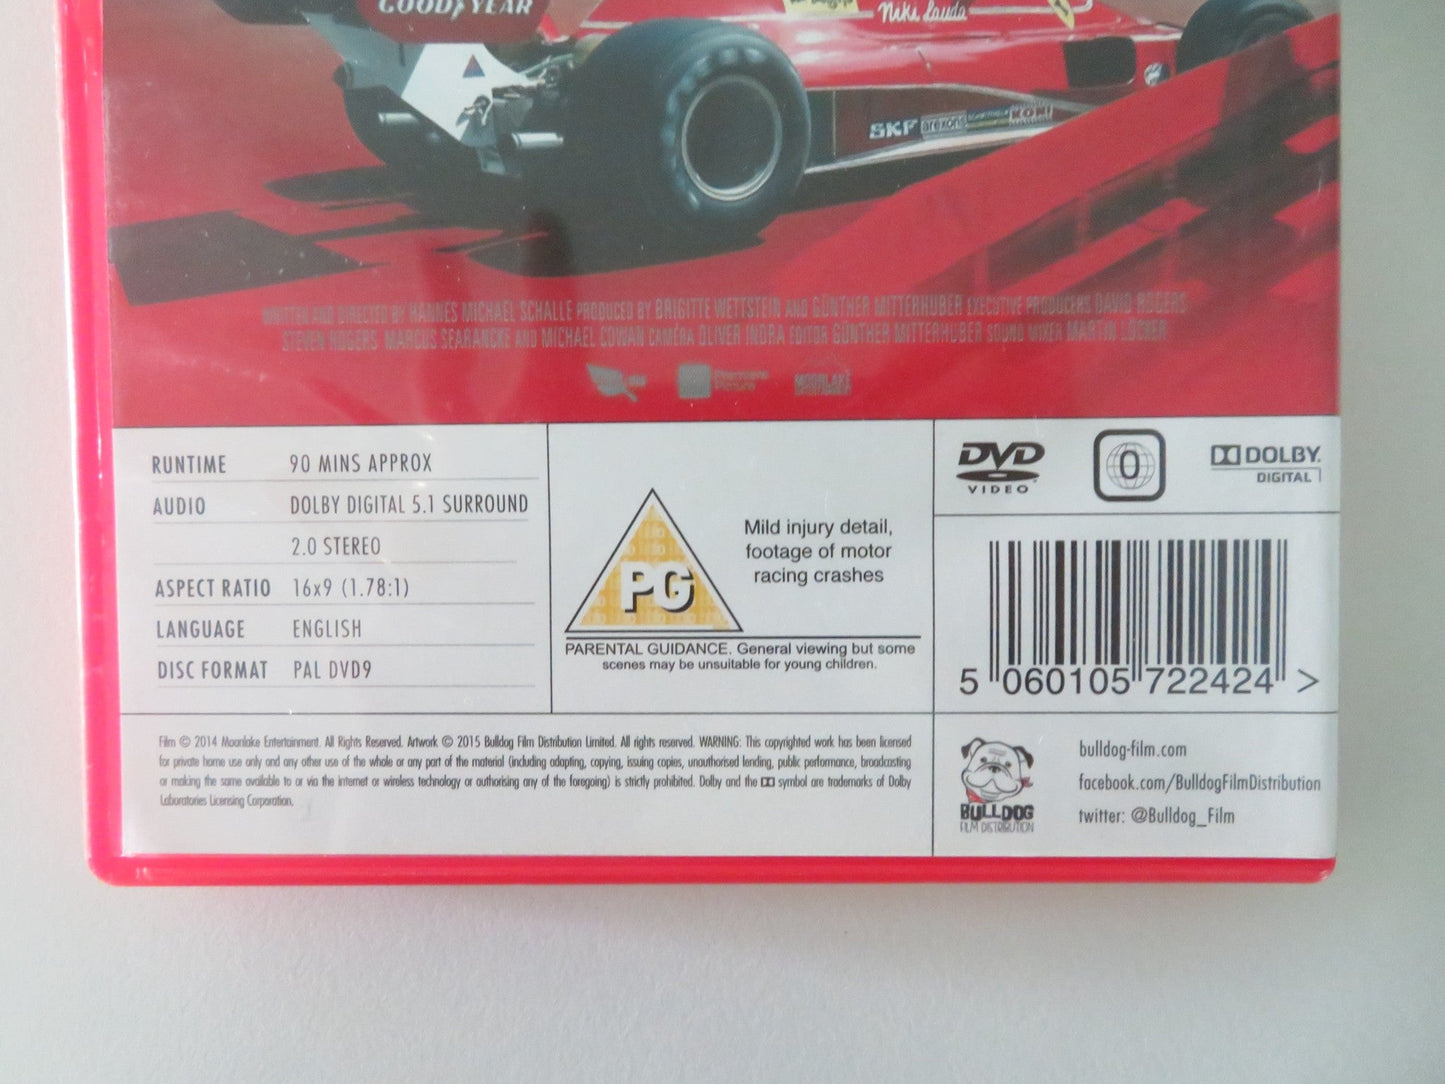 GOODYEAR
Niki Lauda
SKF arexons KONI
WRITTEN AND DIRECTED BY HANNES MICHAEL SCHALLE PRODUCED BY BRIGITTE WETTSTEIN AND GÜNTHER MITTERHUBER EXECUTIVE PRODUCERS DAVID ROGERS
STEVEN ROGERS MARCUS SEARANCKE AND MICHAEL COWAN CAMERA OLIVER INDRA EDITOR GÜNTHER MITTERHUBER SOUND MIXER MARTIN LOCKER
MOONLAKE
RUNTIME 90 MINS APPROX
AUDIO DOLBY DIGITAL 5.1 SURROUND
2.0 STEREO
ASPECT RATIO 16x9 (1.78:1)
LANGUAGE ENGLISH
DISC FORMAT PAL DVD9
PG
Mild injury detail,
footage of motor
racing crashes
PARENTAL GUIDANCE. General viewing but some
scenes may be unsuitable for young children.
DVD
VIDEO
0
DOLBY.
DIGITAL
5 060105 722424 >
Film © 2014 Moonlake Entertainment. All Rights Reserved. Artwork © 2015 Bulldog Film Distribution Limited. All rights reserved. WARNING: This copyrighted work has been licensed
for private home use only and any other use of the whole or any part of the material (including adapting, copying, issuing copies, unauthorised lending, public performance, broadcasting
or making the same available to or via the internet or wireless technology or authorising any of the foregoing) is strictly prohibited. Dolby and the symbol are trademarks of Dolby
Laboratories Licensing Corporation.
BULLDOG
FILM DISTRIBUTION
bulldog-film.com
facebook.com/BulldogFilmDistribution
twitter: @Bulldog_Film